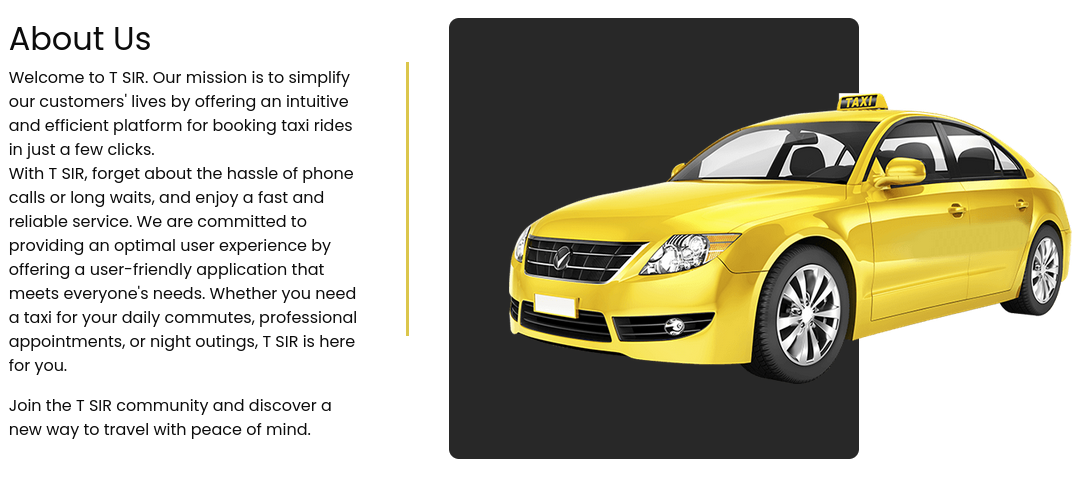 About Us
Welcome to T SIR. Our mission is to simplify
our customers' lives by offering an intuitive
and efficient platform for booking taxi rides
in just a few clicks.
With T SIR, forget about the hassle of phone
calls or long waits, and enjoy a fast and
reliable service. We are committed to
providing an optimal user experience by
offering a user-friendly application that
meets everyone's needs. Whether you need
a taxi for your daily commutes, professional
appointments, or night outings, T SIR is here
for you.
Join the T SIR community and discover a
new way to travel with peace of mind.
TAXI